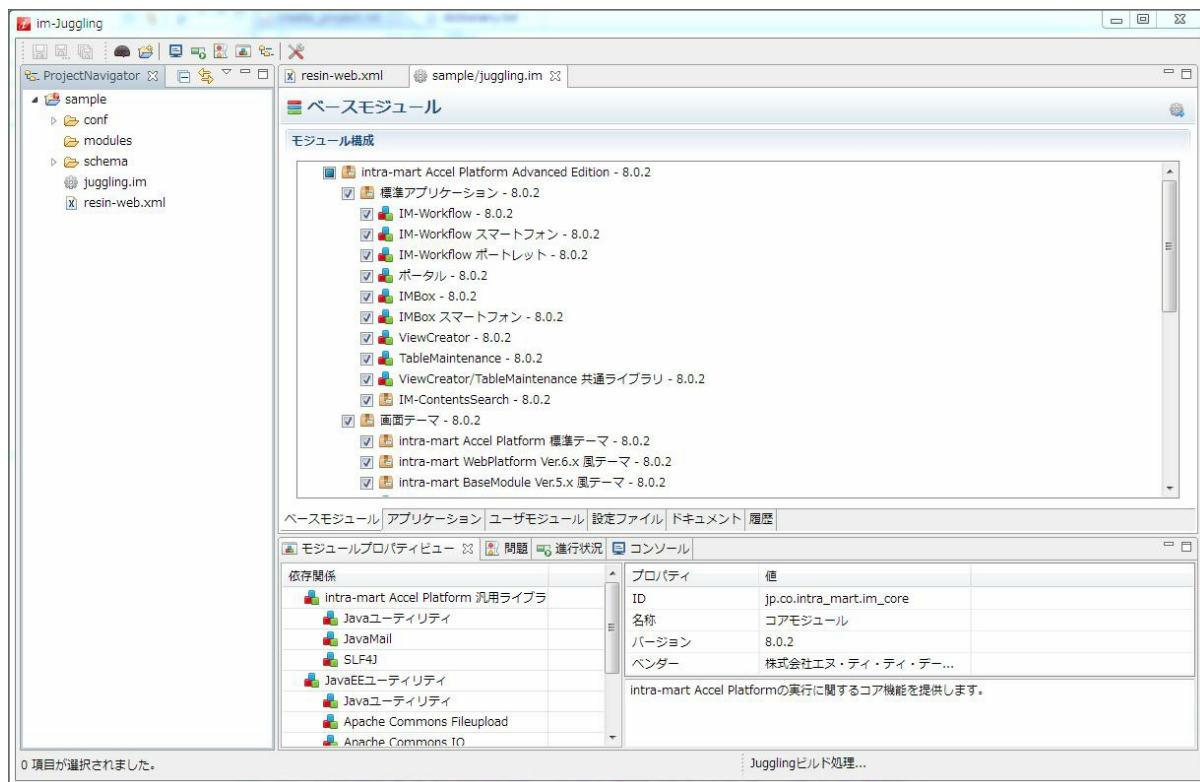 im-Juggling
ProjectNavigator
sample
conf
modules
schema
juggling.im
resin-web.xml
resin-web.xml
sample/juggling.im
ベースモジュール
モジュール構成
intra-mart Accel Platform Advanced Edition - 8.0.2
標準アプリケーション - 8.0.2
IM-Workflow - 8.0.2
IM-Workflow スマートフォン - 8.0.2
IM-Workflow ポートレット - 8.0.2
ポータル - 8.0.2
IMBox - 8.0.2
IMBox スマートフォン - 8.0.2
ViewCreator - 8.0.2
TableMaintenance - 8.0.2
ViewCreator/TableMaintenance 共通ライブラリ - 8.0.2
IM-ContentsSearch - 8.0.2
画面テーマ - 8.0.2
intra-mart Accel Platform 標準テーマ - 8.0.2
intra-mart WebPlatform Ver.6.x 風テーマ - 8.0.2
intra-mart BaseModule Ver.5.x 風テーマ - 8.0.2
ベースモジュール アプリケーション ユーザモジュール 設定ファイル ドキュメント 履歴
モジュールプロパティビュー 問題 進行状況 コンソール
依存関係
intra-mart Accel Platform 汎用ライブラ
Javaユーティリティ
JavaMail
SLF4J
JavaEEユーティリティ
Javaユーティリティ
Apache Commons Fileupload
Apache Commons IO
プロパティ 値
ID jp.co.intra_mart.im_core
名称 コアモジュール
バージョン 8.0.2
ベンダー 株式会社エヌ・ティ・ティ・デー...
intra-mart Accel Platformの実行に関するコア機能を提供します。
0 項目が選択されました。
Jugglingビルド処理...